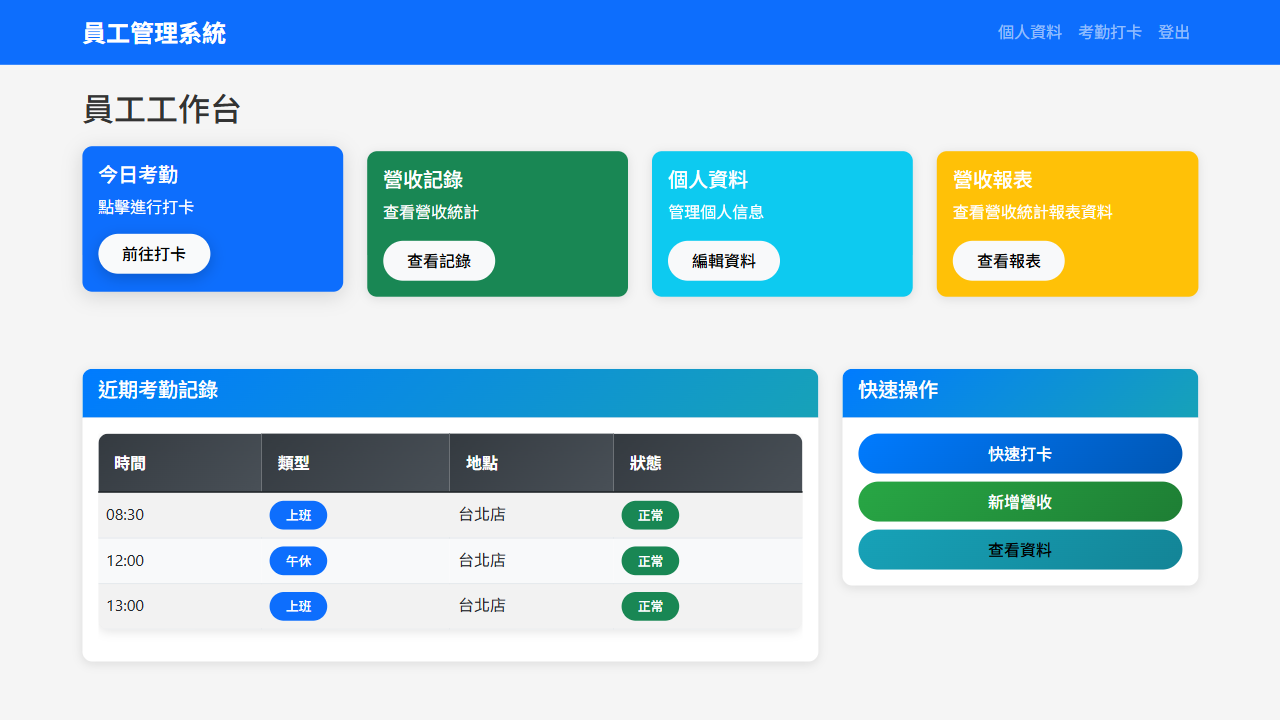 員工管理系統
個人資料 考勤打卡 登出
員工工作台
今日考勤
點擊進行打卡
前往打卡
營收記錄
查看營收統計
查看記錄
個人資料
管理個人信息
編輯資料
營收報表
查看營收統計報表資料
查看報表
近期考勤記錄
時間 類型 地點 狀態
08:30 上班 台北店 正常
12:00 午休 台北店 正常
13:00 上班 台北店 正常
快速操作
快速打卡
新增營收
查看資料